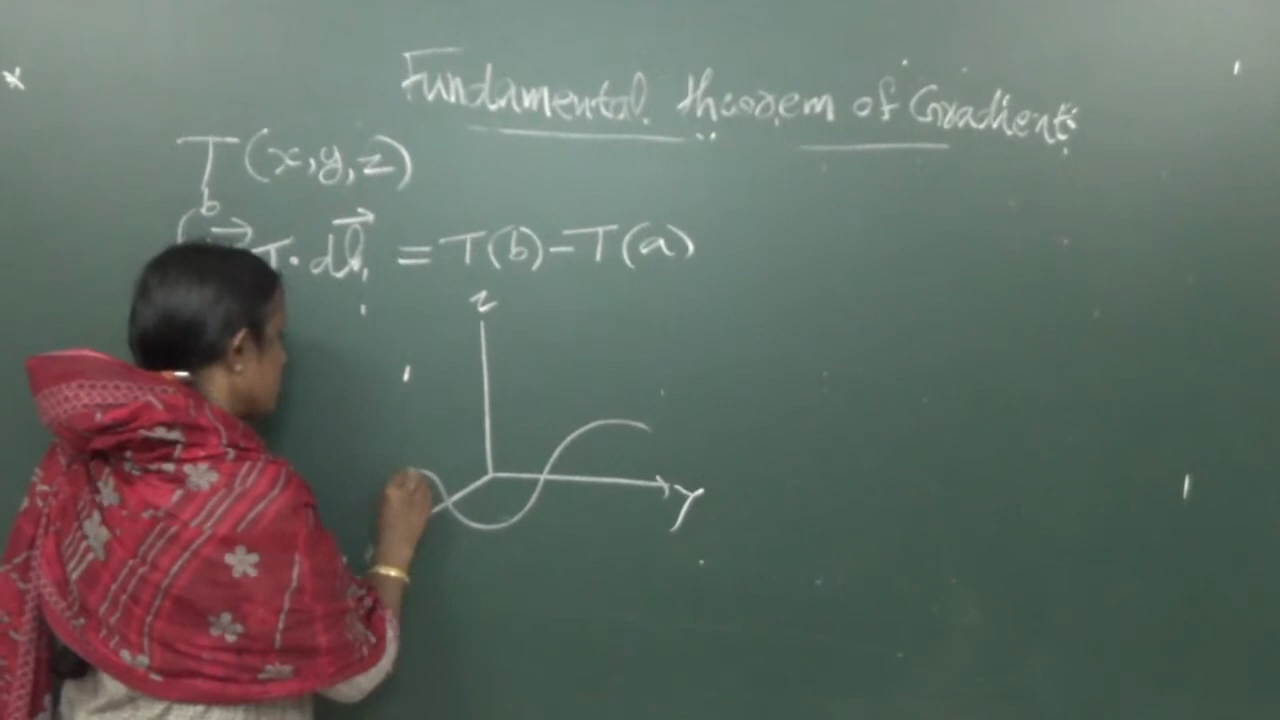 Fundamental theorem of Gradient:
T(x,y,z)
b
T· dl⃗ = T(b)-T(a)
z
y